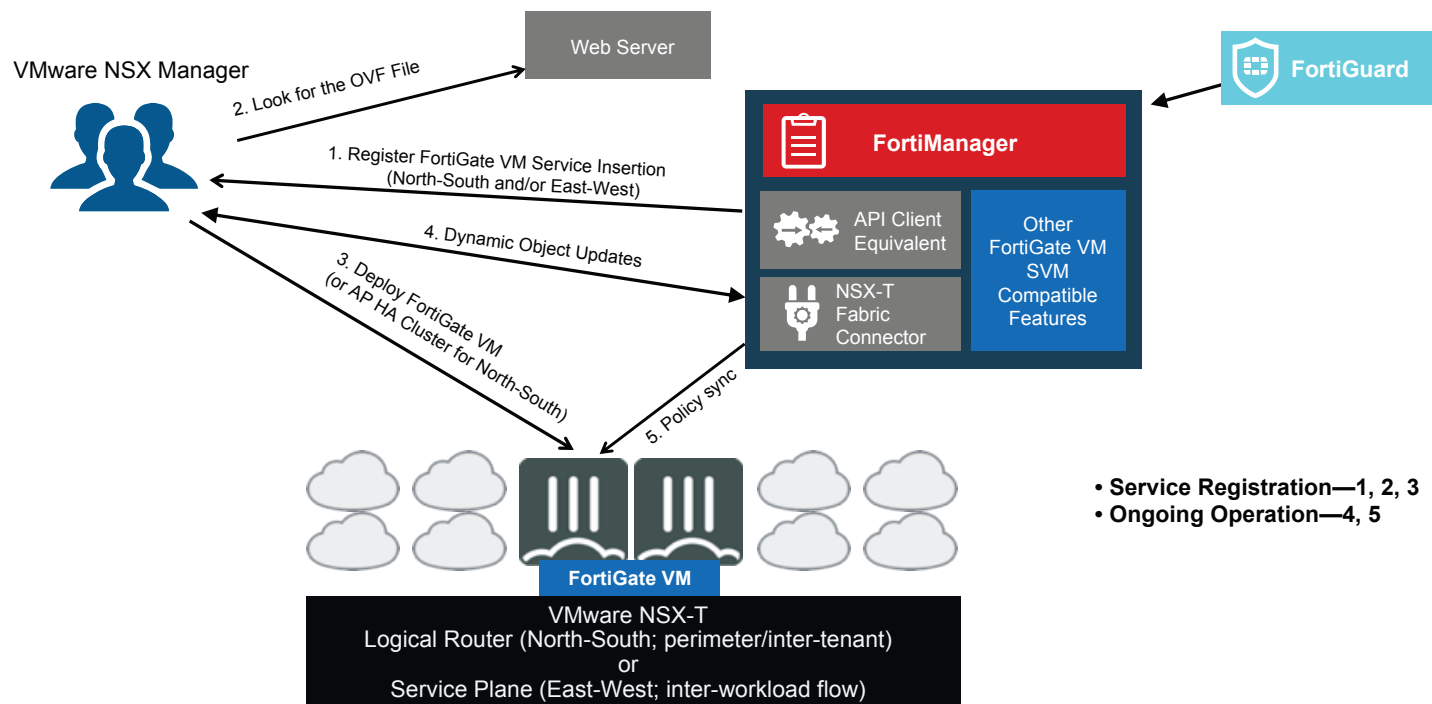 Web Server
VMware NSX Manager
FortiGuard
2. Look for the OVF File
FortiManager
1. Register FortiGate VM Service Insertion
(North-South and/or East-West)
API Client
Equivalent
Other
FortiGate VM
SVM
Compatible
Features
4. Dynamic Object Updates
NSX-T
Fabric
Connector
3. Deploy FortiGate VM
(or AP HA Cluster for North-South)
5. Policy sync
• Service Registration—1, 2, 3
• Ongoing Operation—4, 5
FortiGate VM
VMware NSX-T
Logical Router (North-South; perimeter/inter-tenant)
or
Service Plane (East-West; inter-workload flow)